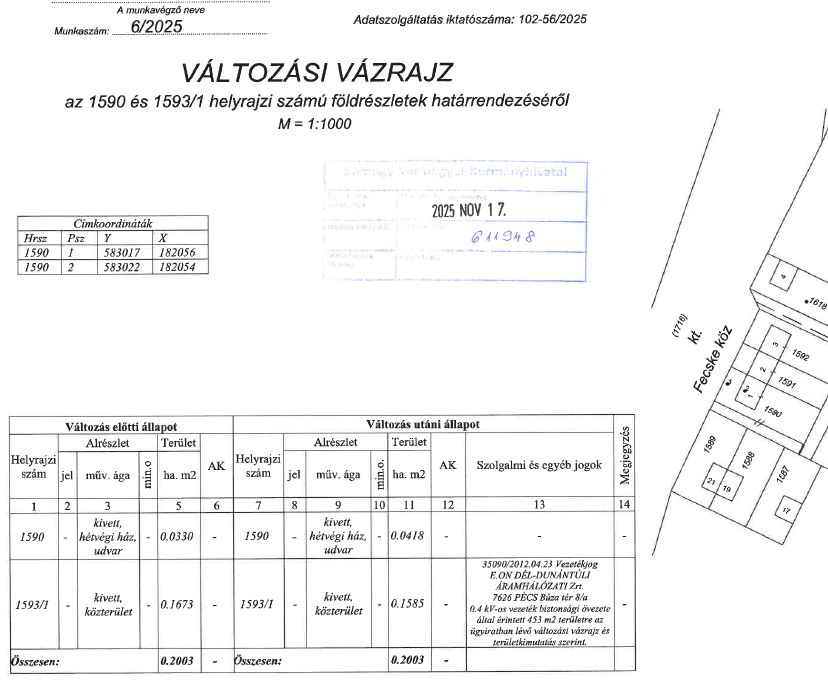 A munkavégző neve
Munkaszám: 6/2025
Adatszolgáltatás iktatószáma: 102-56/2025
VÁLTOZÁSI VÁZRAJZ
az 1590 és 1593/1 helyrajzi számú földrészletek határrendezéséről
M = 1:1000
Somogy Vármegyei Kormányhivatal
2025 NOV 17.
611948
Címkoordináták
Hrsz Psz Y X
1590 1 583017 182056
1590 2 583022 182054
4
1618
(1716)
kt.
Fecske köz
3
1592
2
1591
1
1590
1589
1588
1587
21
19
17
Változás előtti állapot Változás utáni állapot Megjegyzés
Helyrajzi szám Alrészlet Terület AK Helyrajzi szám Alrészlet Terület AK Szolgalmi és egyéb jogok
jel műv. ága min.o ha. m2 jel műv. ága min.o. ha. m2
1 2 3 5 6 7 8 9 10 11 12 13 14
1590 - kivett, hétvégi ház, udvar - 0.0330 - 1590 - kivett, hétvégi ház, udvar - 0.0418 - - -
1593/1 - kivett, közterület - 0.1673 - 1593/1 - kivett, közterület - 0.1585 -
35090/2012.04.23 Vezetékjog
E.ON DÉL-DUNÁNTÚLI
ÁRAMHÁLÓZATI Zrt.
7626 PÉCS Búza tér 8/a
0.4 kV-os vezeték biztonsági övezete
által érintett 453 m2 területre az
ügyiratban lévő változási vázrajz és
területkimutatás szerint.
-
Összesen: 0.2003 - Összesen: 0.2003 -